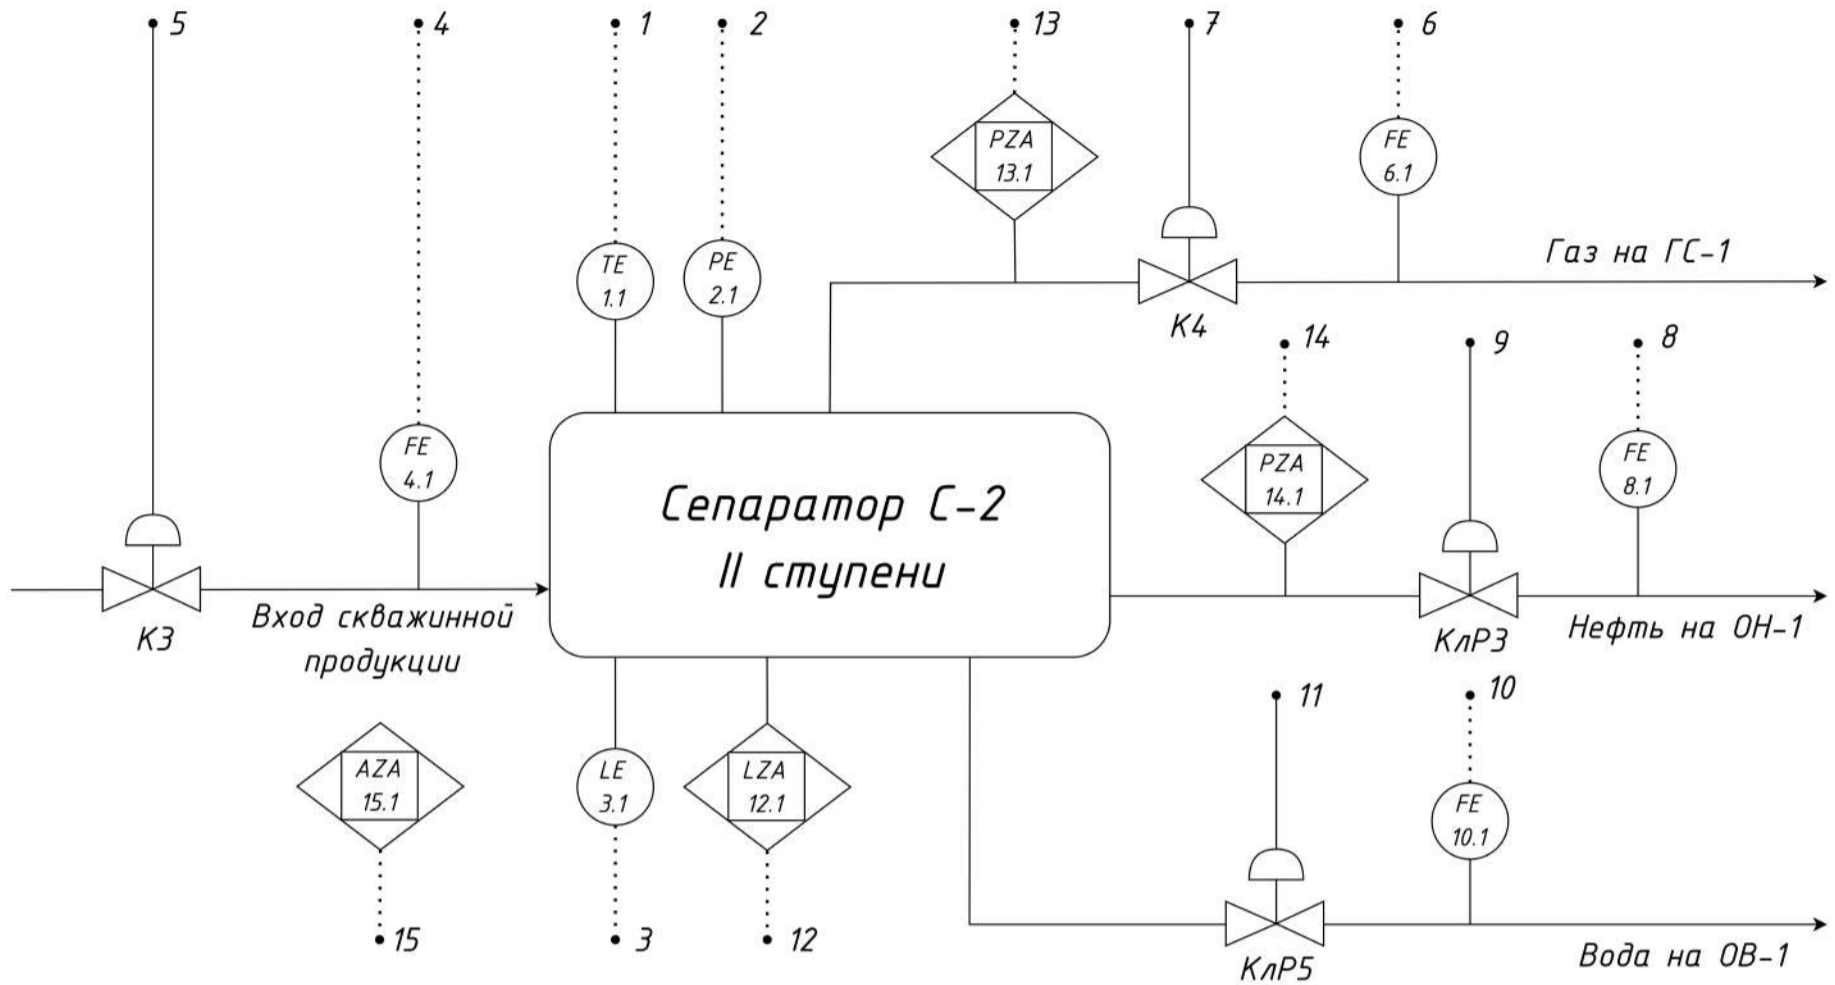 5
4
1
2
13
7
6
PZA
13.1
FE
6.1
TE
1.1
PE
2.1
Газ на ГС-1
К4
14
9
8
FE
4.1
PZA
14.1
FE
8.1
Сепаратор С-2
II ступени
К3
Вход скважинной
продукции
КлР3
Нефть на ОН-1
11
10
AZA
15.1
LE
3.1
LZA
12.1
FE
10.1
15
3
12
КлР5
Вода на ОВ-1